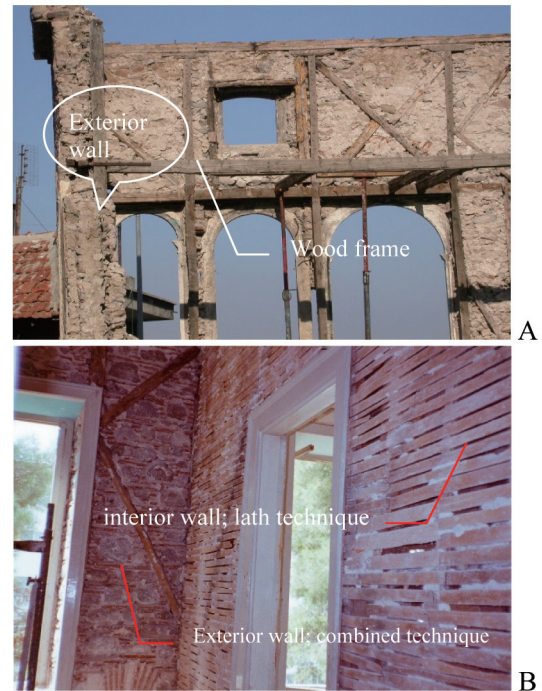 Exterior
wall
Wood frame
A
interior wall; lath technique
Exterior wall; combined technique
B